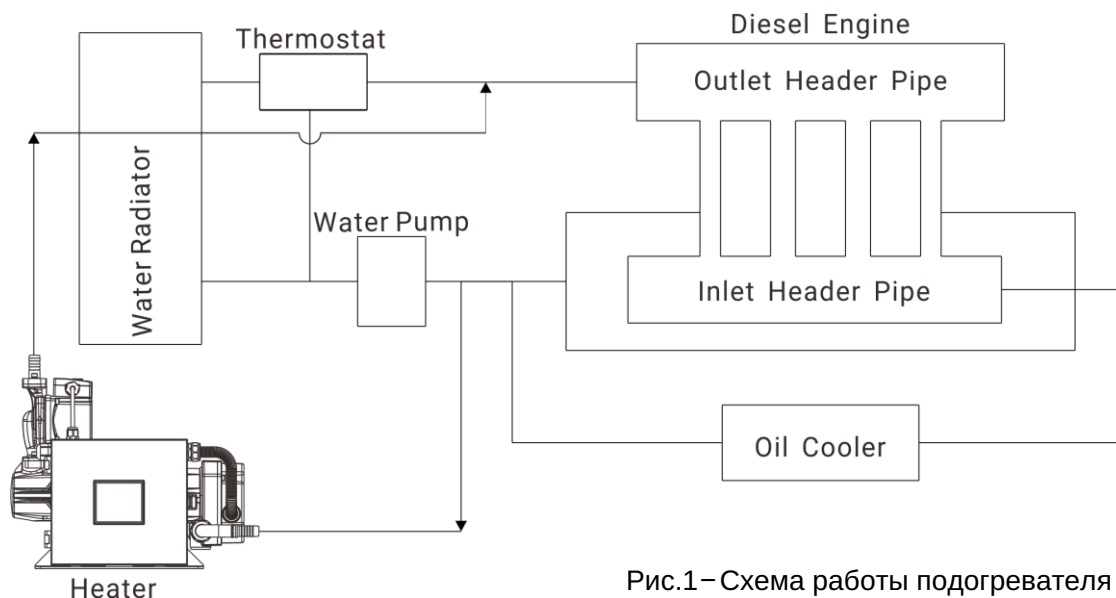 Diesel Engine
Thermostat
Outlet Header Pipe
Water Radiator
Water Pump
Inlet Header Pipe
Oil Cooler
Heater
Рис.1–Схема работы подогревателя